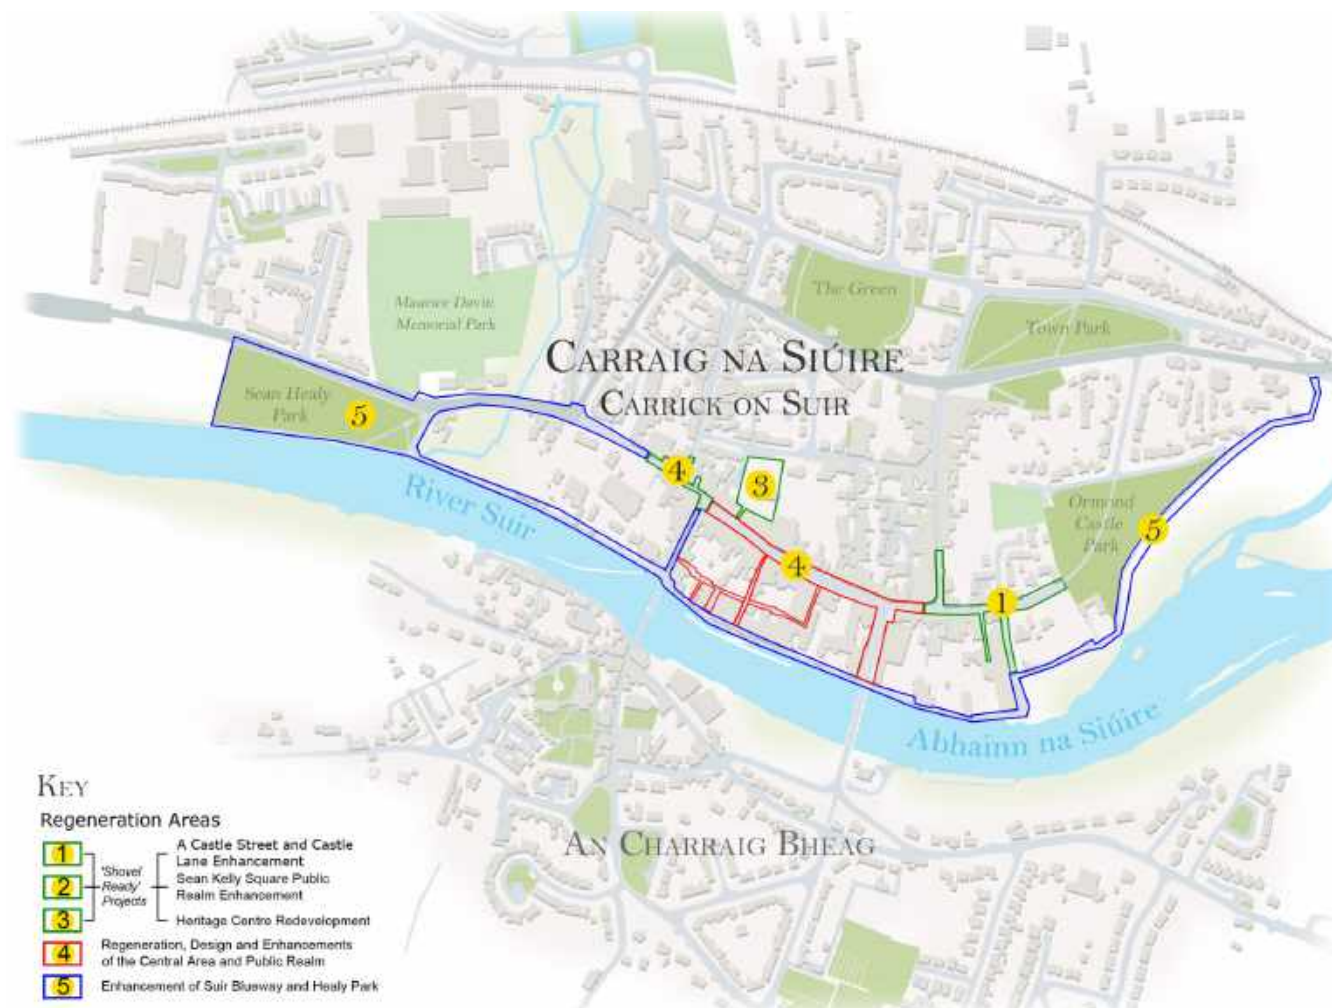 Maurice Davin
Memorial Park
The Green
Town Park
CARRAIG NA SIÚIRE
CARRICK ON SUIR
Sean Healy
Park
5
4
3
River Suir
Ormond
Castle
Park
5
4
1
Abhainn na Siúire
AN CHARRAIG BHEAG
KEY
Regeneration Areas
1
2
3
'Shovel
Ready'
Projects
A Castle Street and Castle
Lane Enhancement
Sean Kelly Square Public
Realm Enhancement
Heritage Centre Redevelopment
4
Regeneration, Design and Enhancements
of the Central Area and Public Realm
5
Enhancement of Suir Blueway and Healy Park